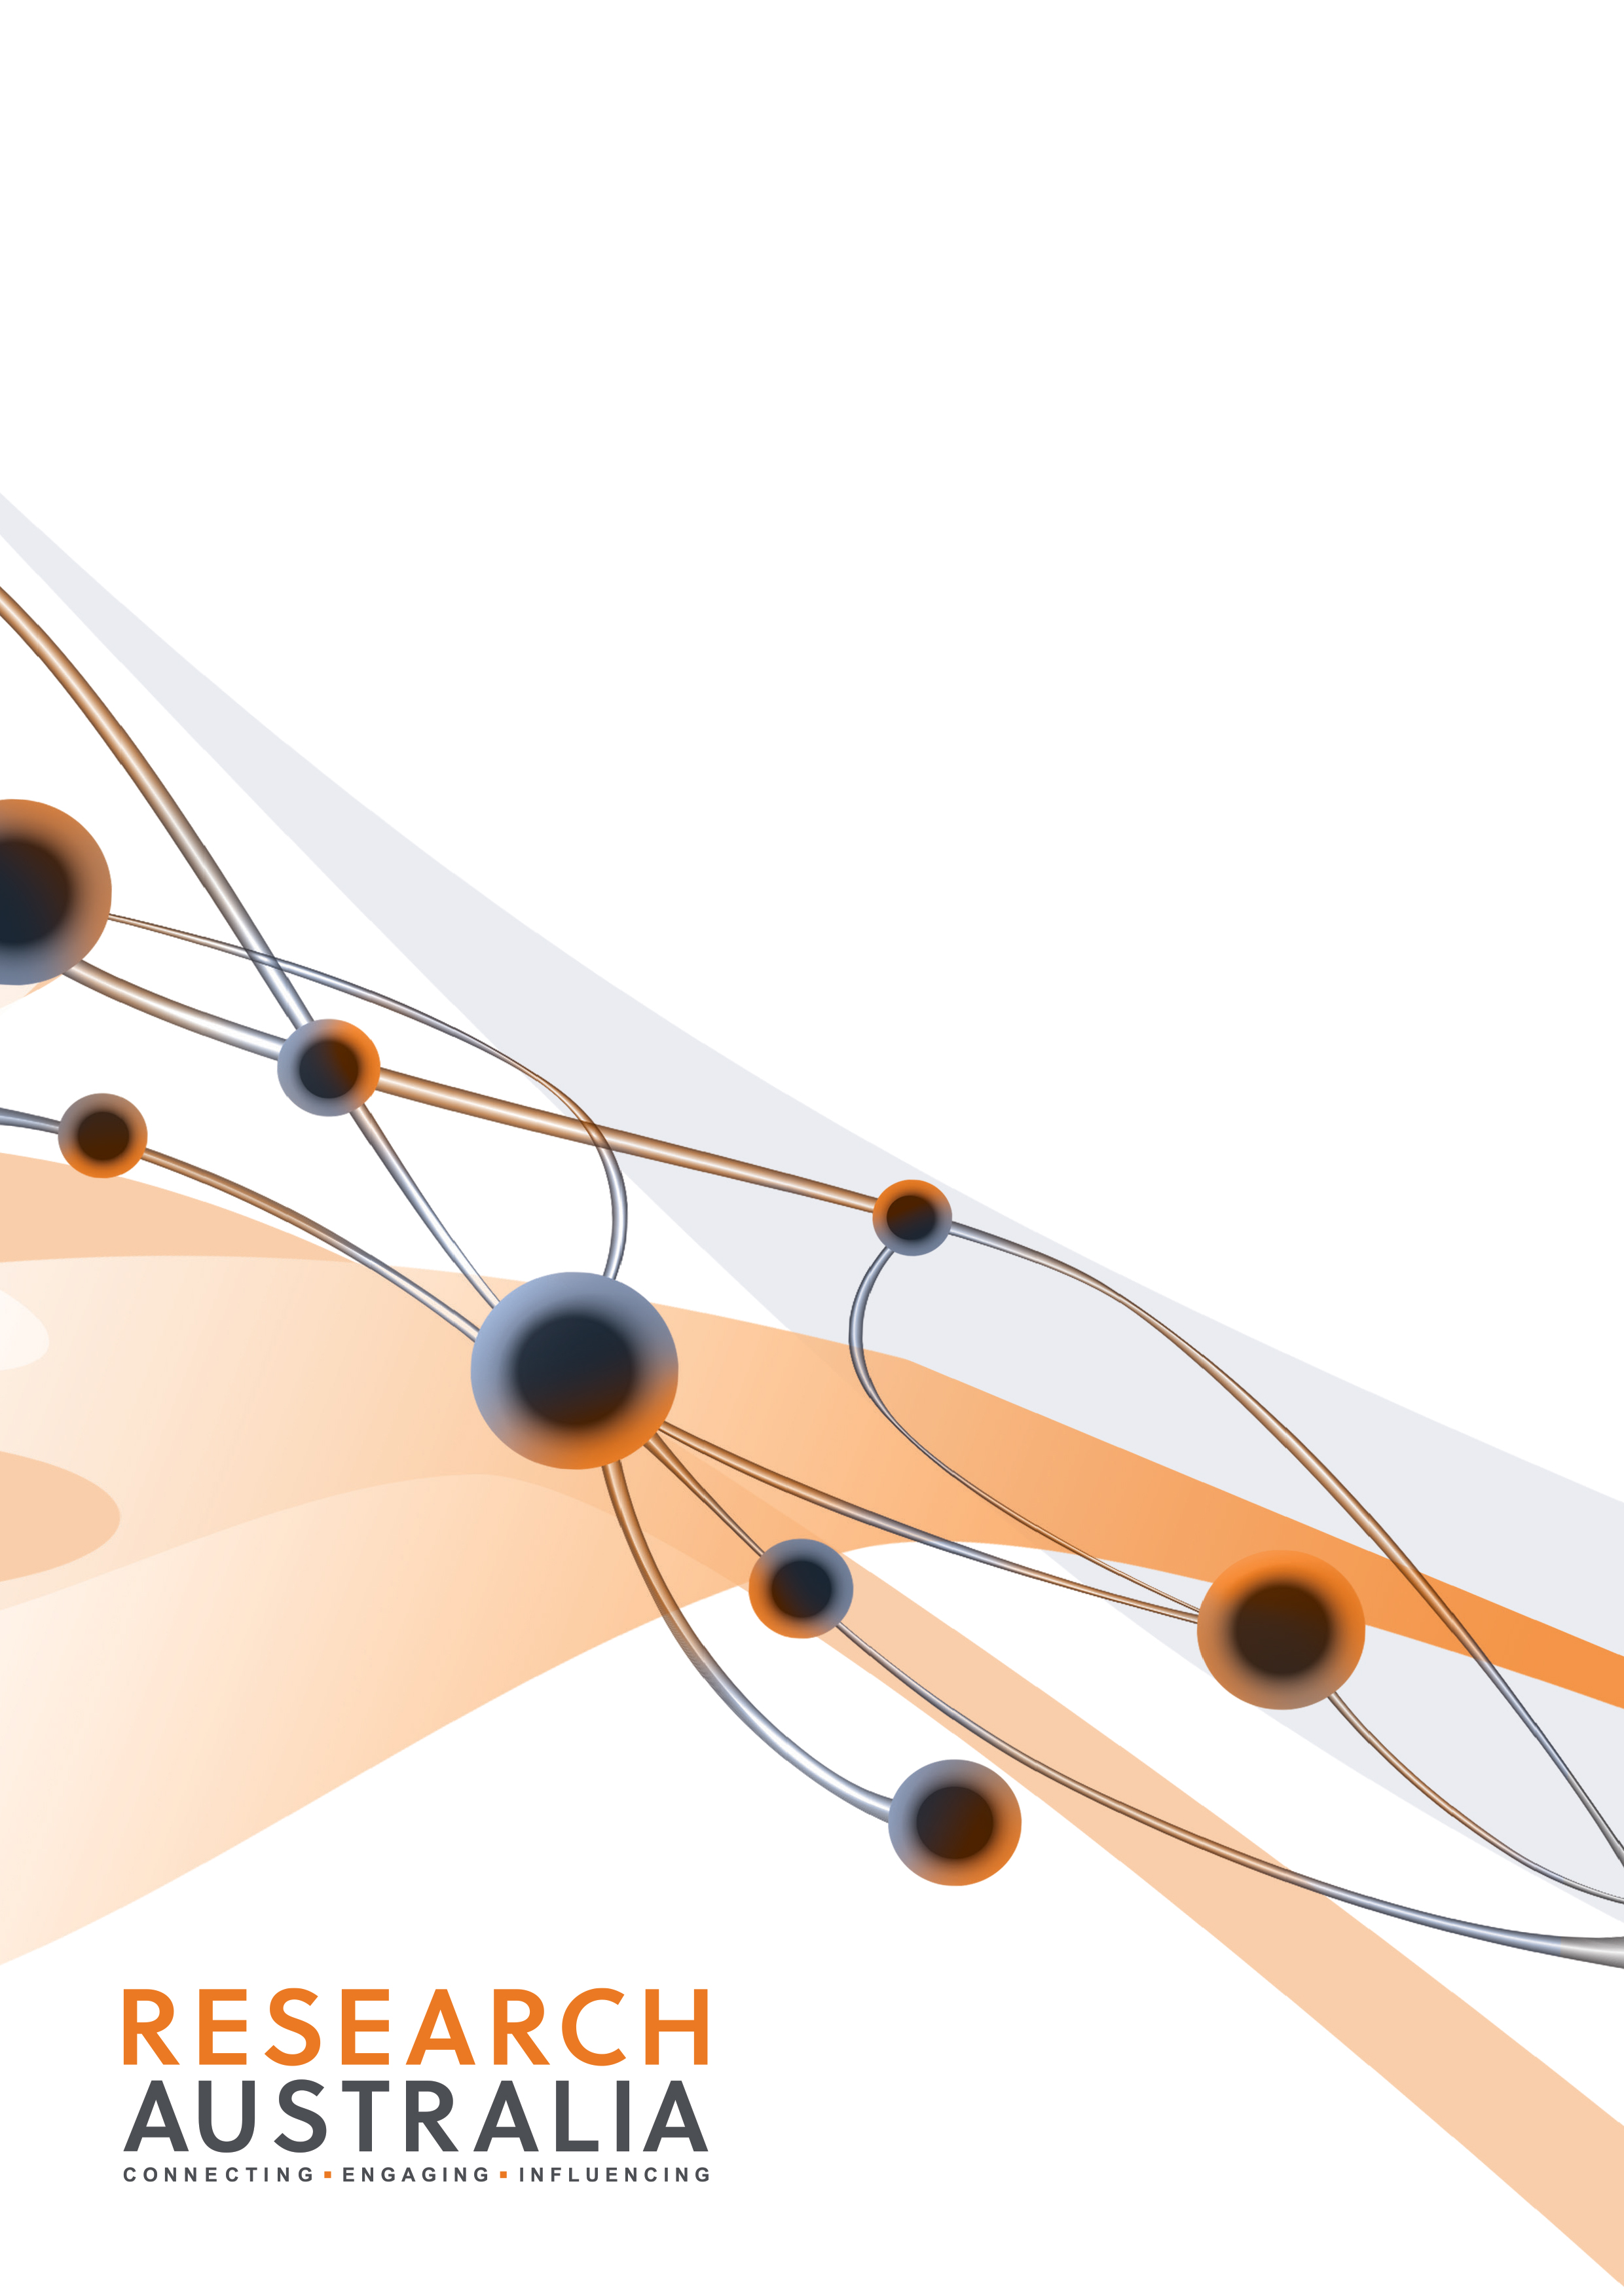 RESEARCH
AUSTRALIA
CONNECTING ▪ ENGAGING ▪ INFLUENCING